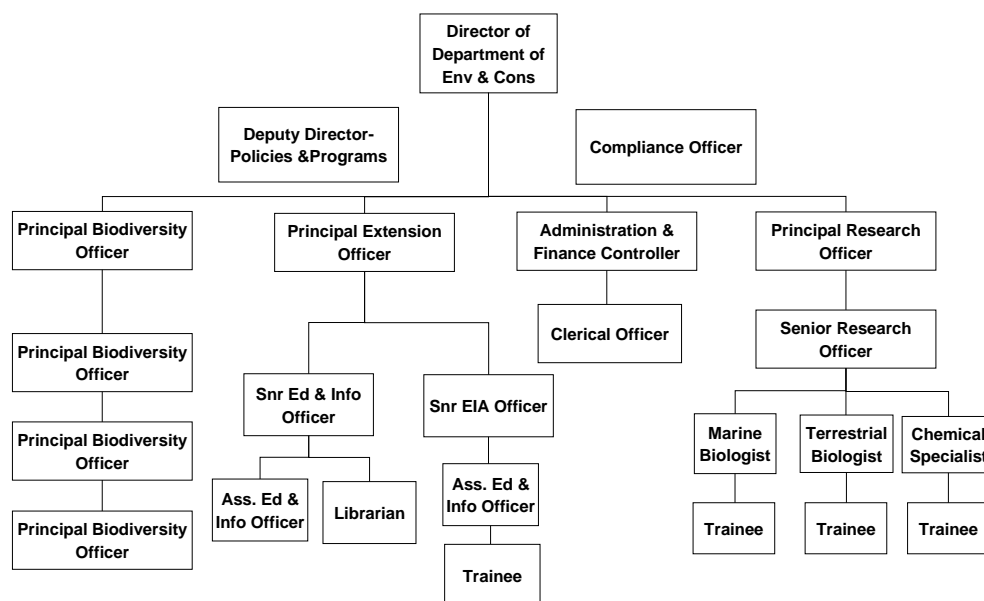 Director of
Department of
Env & Cons
Deputy Director-
Policies &Programs
Compliance Officer
Principal Biodiversity
Officer
Principal Extension
Officer
Administration &
Finance Controller
Principal Research
Officer
Principal Biodiversity
Officer
Clerical Officer
Senior Research
Officer
Snr Ed & Info
Officer
Snr EIA Officer
Principal Biodiversity
Officer
Marine
Biologist
Terrestrial
Biologist
Chemical
Specialist
Ass. Ed &
Info Officer
Librarian
Ass. Ed &
Info Officer
Principal Biodiversity
Officer
Trainee
Trainee
Trainee
Trainee